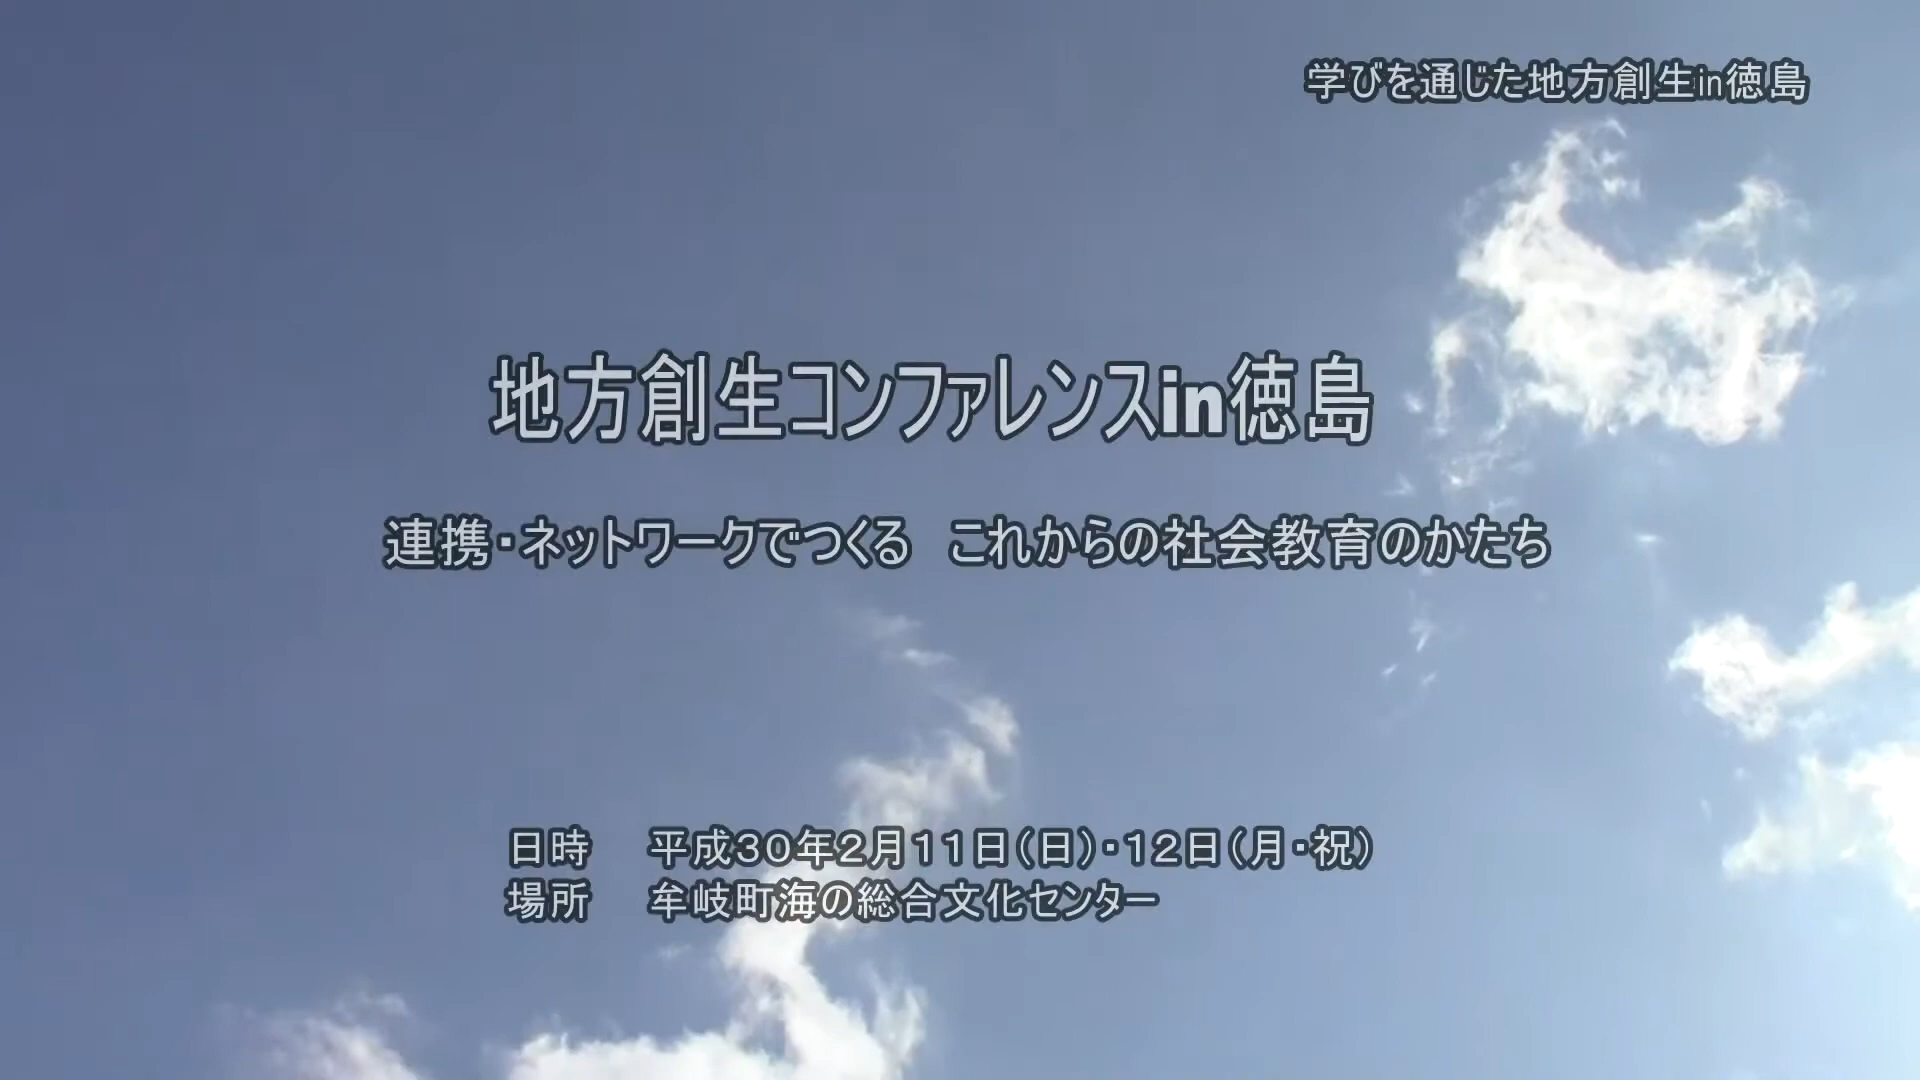 学びを通じた地方創生in徳島
地方創生コンファレンスin徳島
連携・ネットワークでつくる　これからの社会教育のかたち
日時　平成３０年２月１１日（日）・１２日（月・祝）
場所　牟岐町海の総合文化センター